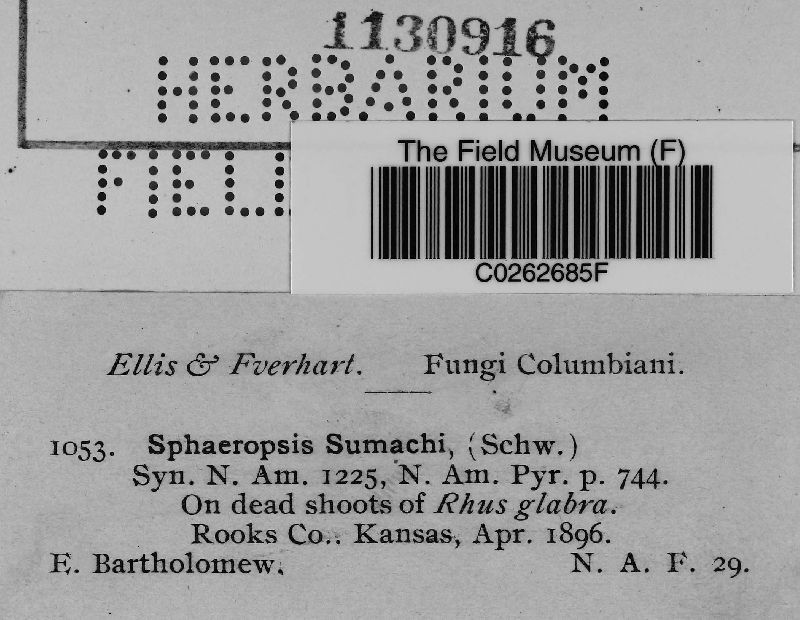 1130916
HERBARIUM
The Field Museum (F)
FIEL
C0262685F
Ellis & Fverhart. Fungi Columbiani.
1053. Sphaeropsis Sumachi, (Schw.)
Syn. N. Am. 1225, N. Am. Pyr. p. 744.
On dead shoots of Rhus glabra.
Rooks Co.. Kansas, Apr. 1896.
E. Bartholomew. N. A. F. 29.